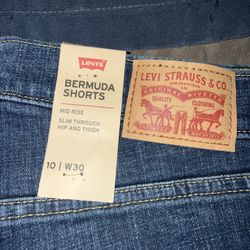 Levi's
BERMUDA
SHORTS
MID RISE
SLIM THROUGH
HIP AND THIGH
10 | W30
LEVI STRAUSS & CO.
ORIGINAL RIVETED
QUALITY CLOTHING